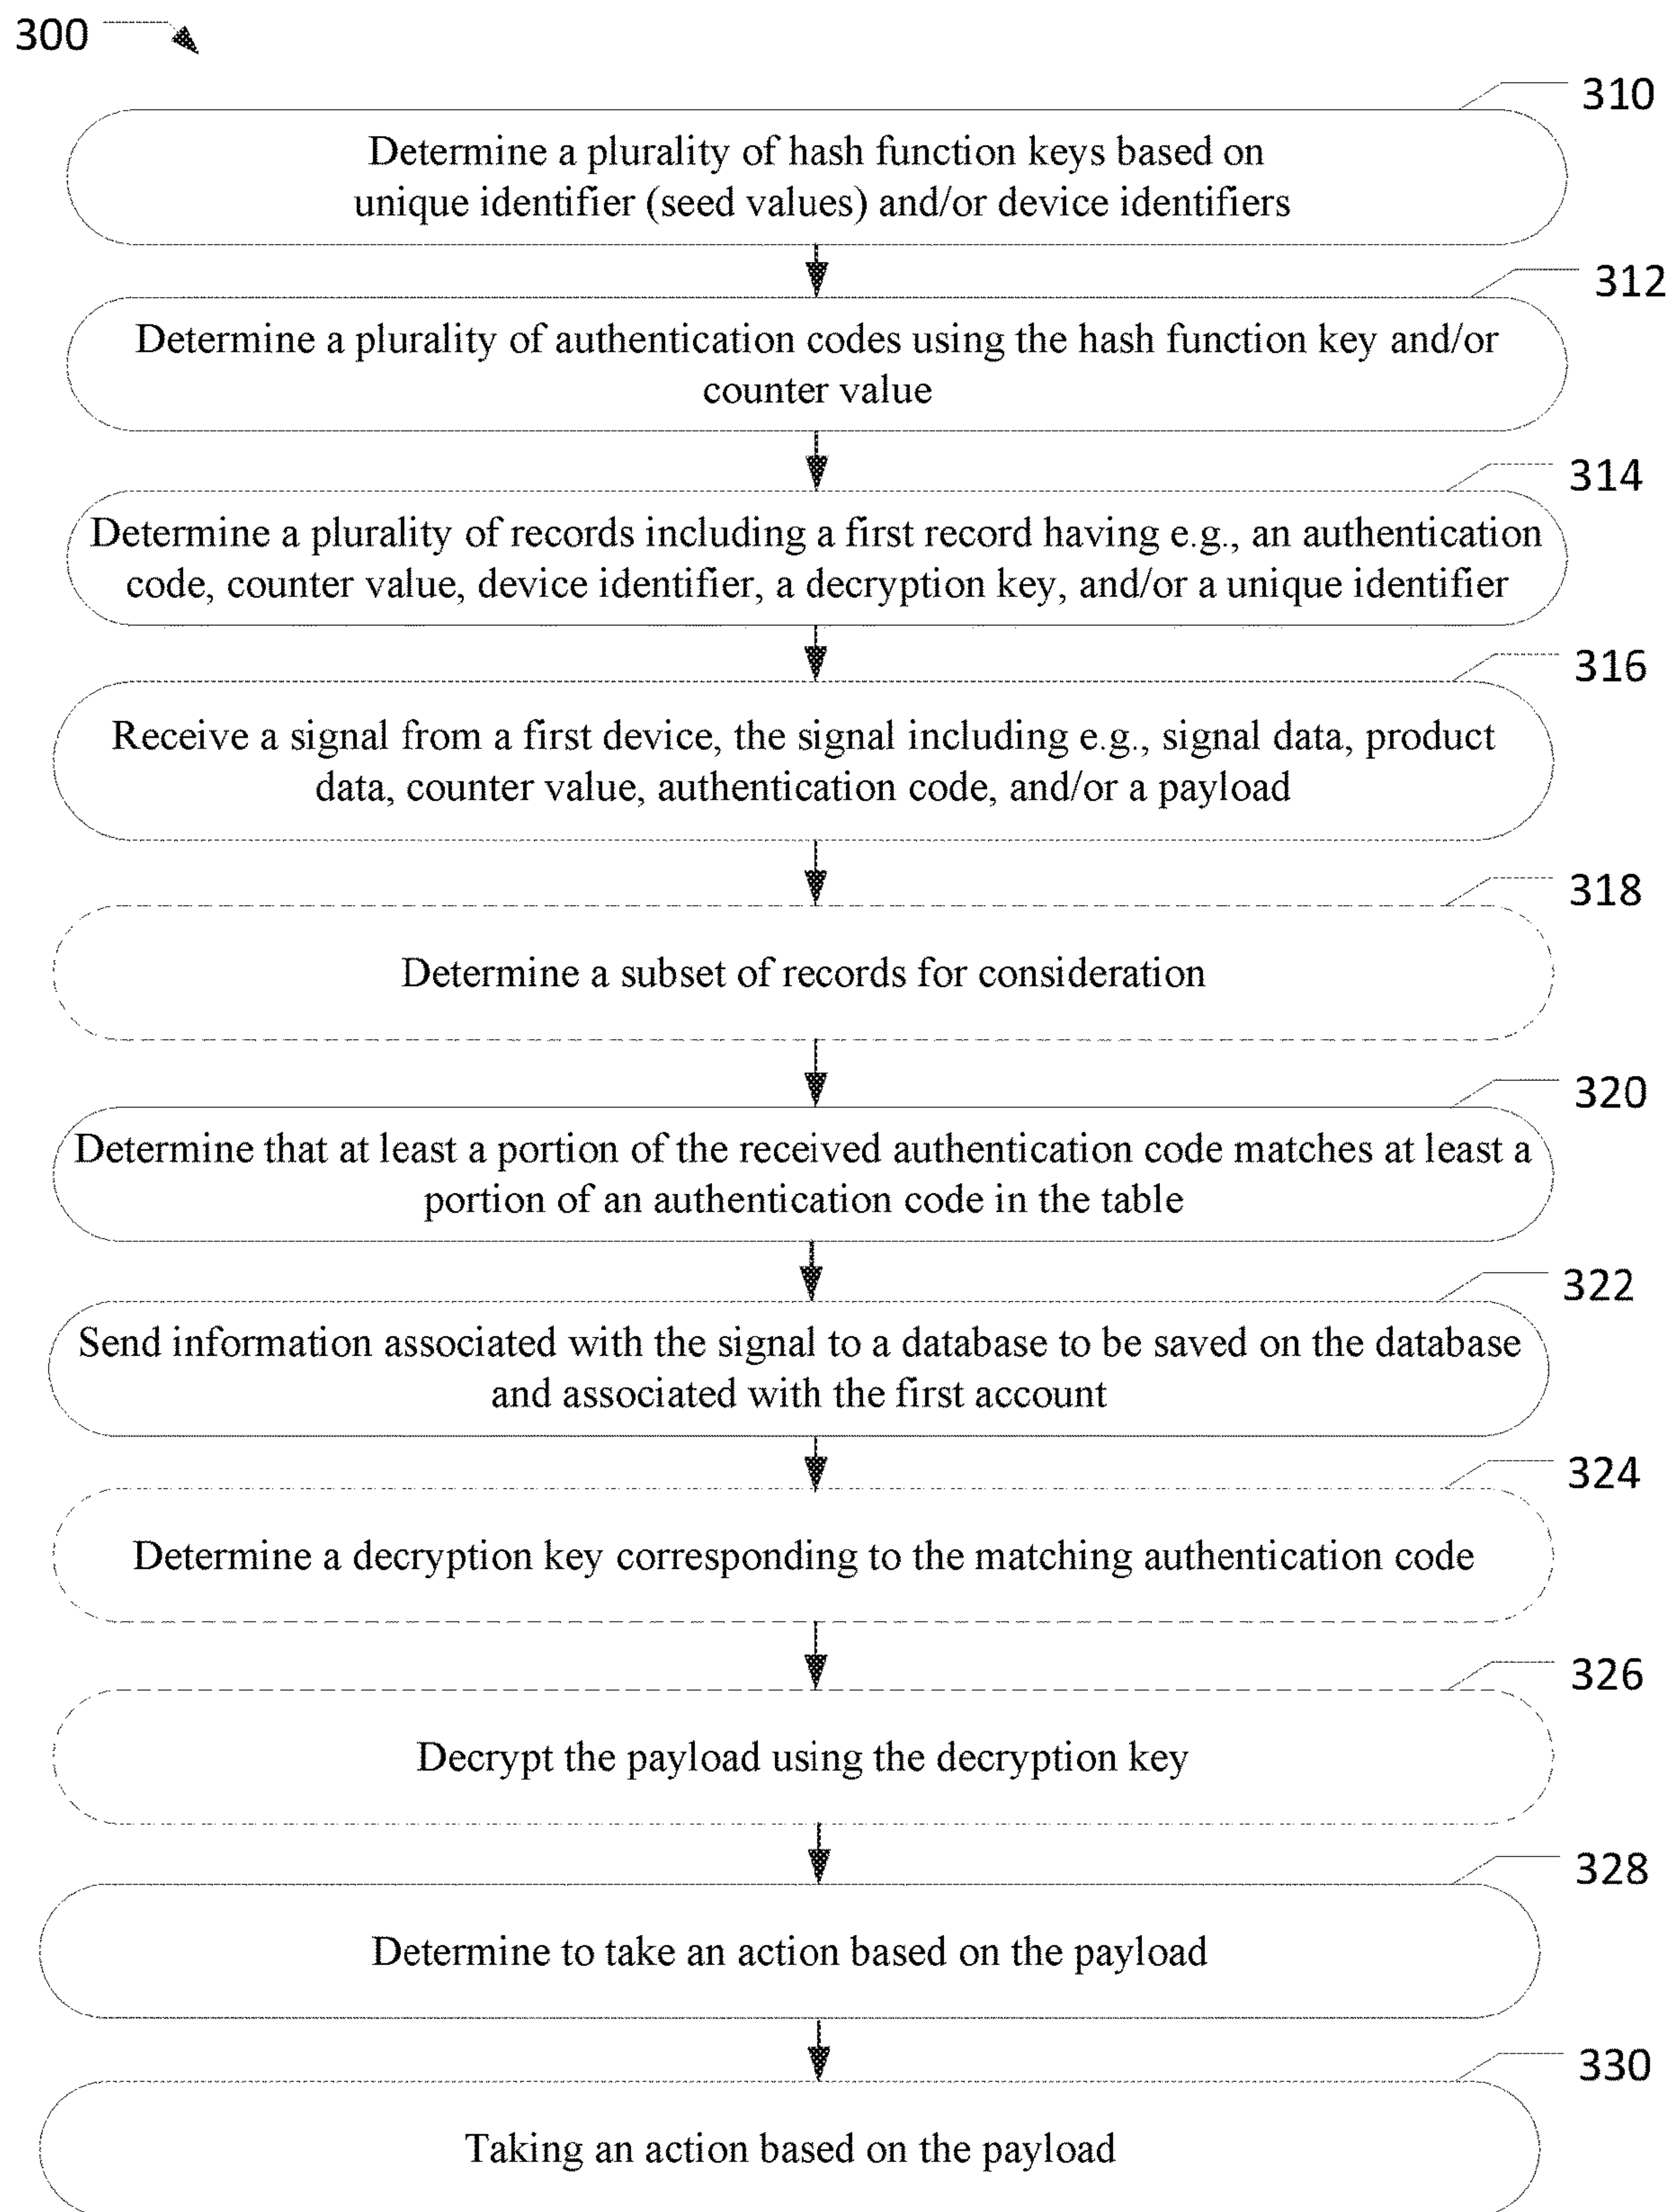 300
310
Determine a plurality of hash function keys based on
unique identifier (seed values) and/or device identifiers
312
Determine a plurality of authentication codes using the hash function key and/or
counter value
314
Determine a plurality of records including a first record having e.g., an authentication
code, counter value, device identifier, a decryption key, and/or a unique identifier
316
Receive a signal from a first device, the signal including e.g., signal data, product
data, counter value, authentication code, and/or a payload
318
Determine a subset of records for consideration
320
Determine that at least a portion of the received authentication code matches at least a
portion of an authentication code in the table
322
Send information associated with the signal to a database to be saved on the database
and associated with the first account
324
Determine a decryption key corresponding to the matching authentication code
326
Decrypt the payload using the decryption key
328
Determine to take an action based on the payload
330
Taking an action based on the payload